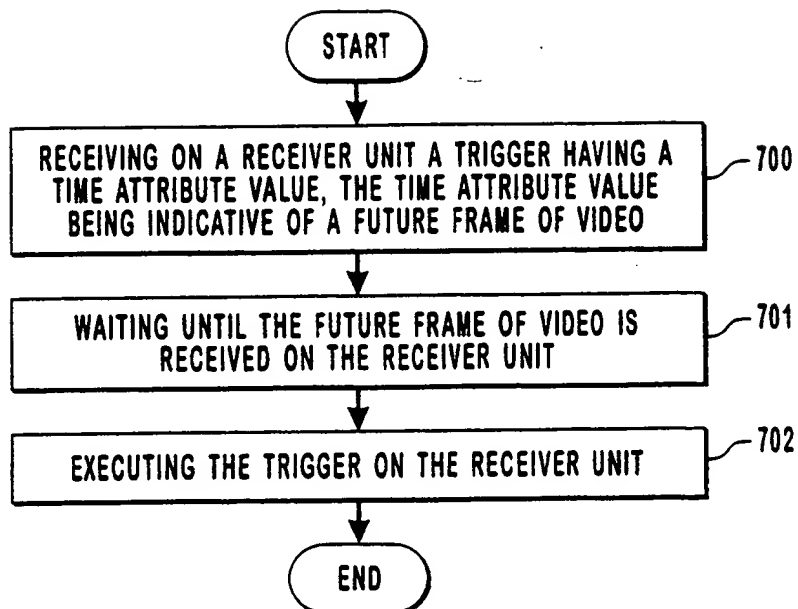 START
RECEIVING ON A RECEIVER UNIT A TRIGGER HAVING A
TIME ATTRIBUTE VALUE, THE TIME ATTRIBUTE VALUE
BEING INDICATIVE OF A FUTURE FRAME OF VIDEO
700
WAITING UNTIL THE FUTURE FRAME OF VIDEO IS
RECEIVED ON THE RECEIVER UNIT
701
EXECUTING THE TRIGGER ON THE RECEIVER UNIT
702
END